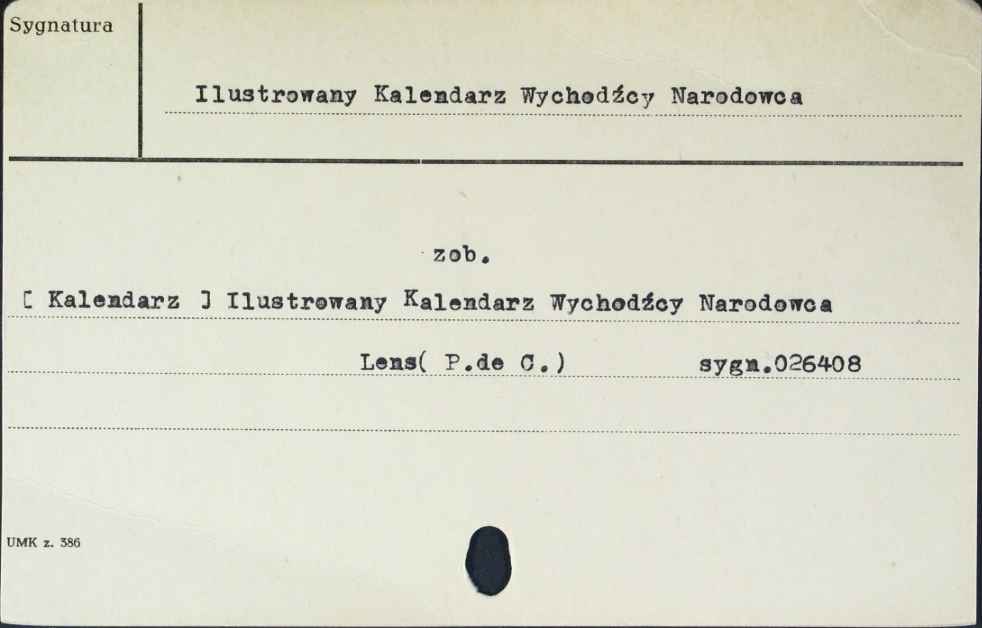 Sygnatura
Ilustrowany Kalendarz Wychodźcy Narodowca
zob.
[ Kalendarz ] Ilustrowany Kalendarz Wychodźcy Narodowca
Lens( P.de C.) sygn.026408
UMK z. 386